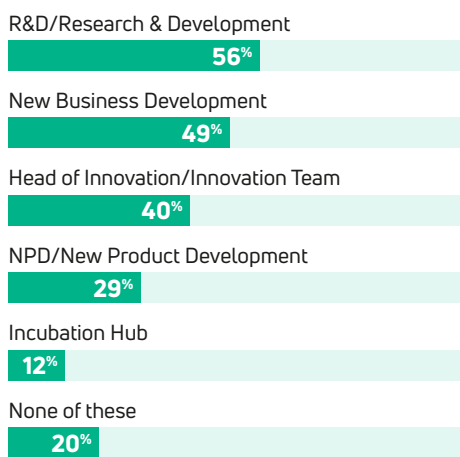 R&D/Research & Development
56%
New Business Development
49%
Head of Innovation/Innovation Team
40%
NPD/New Product Development
29%
Incubation Hub
12%
None of these
20%